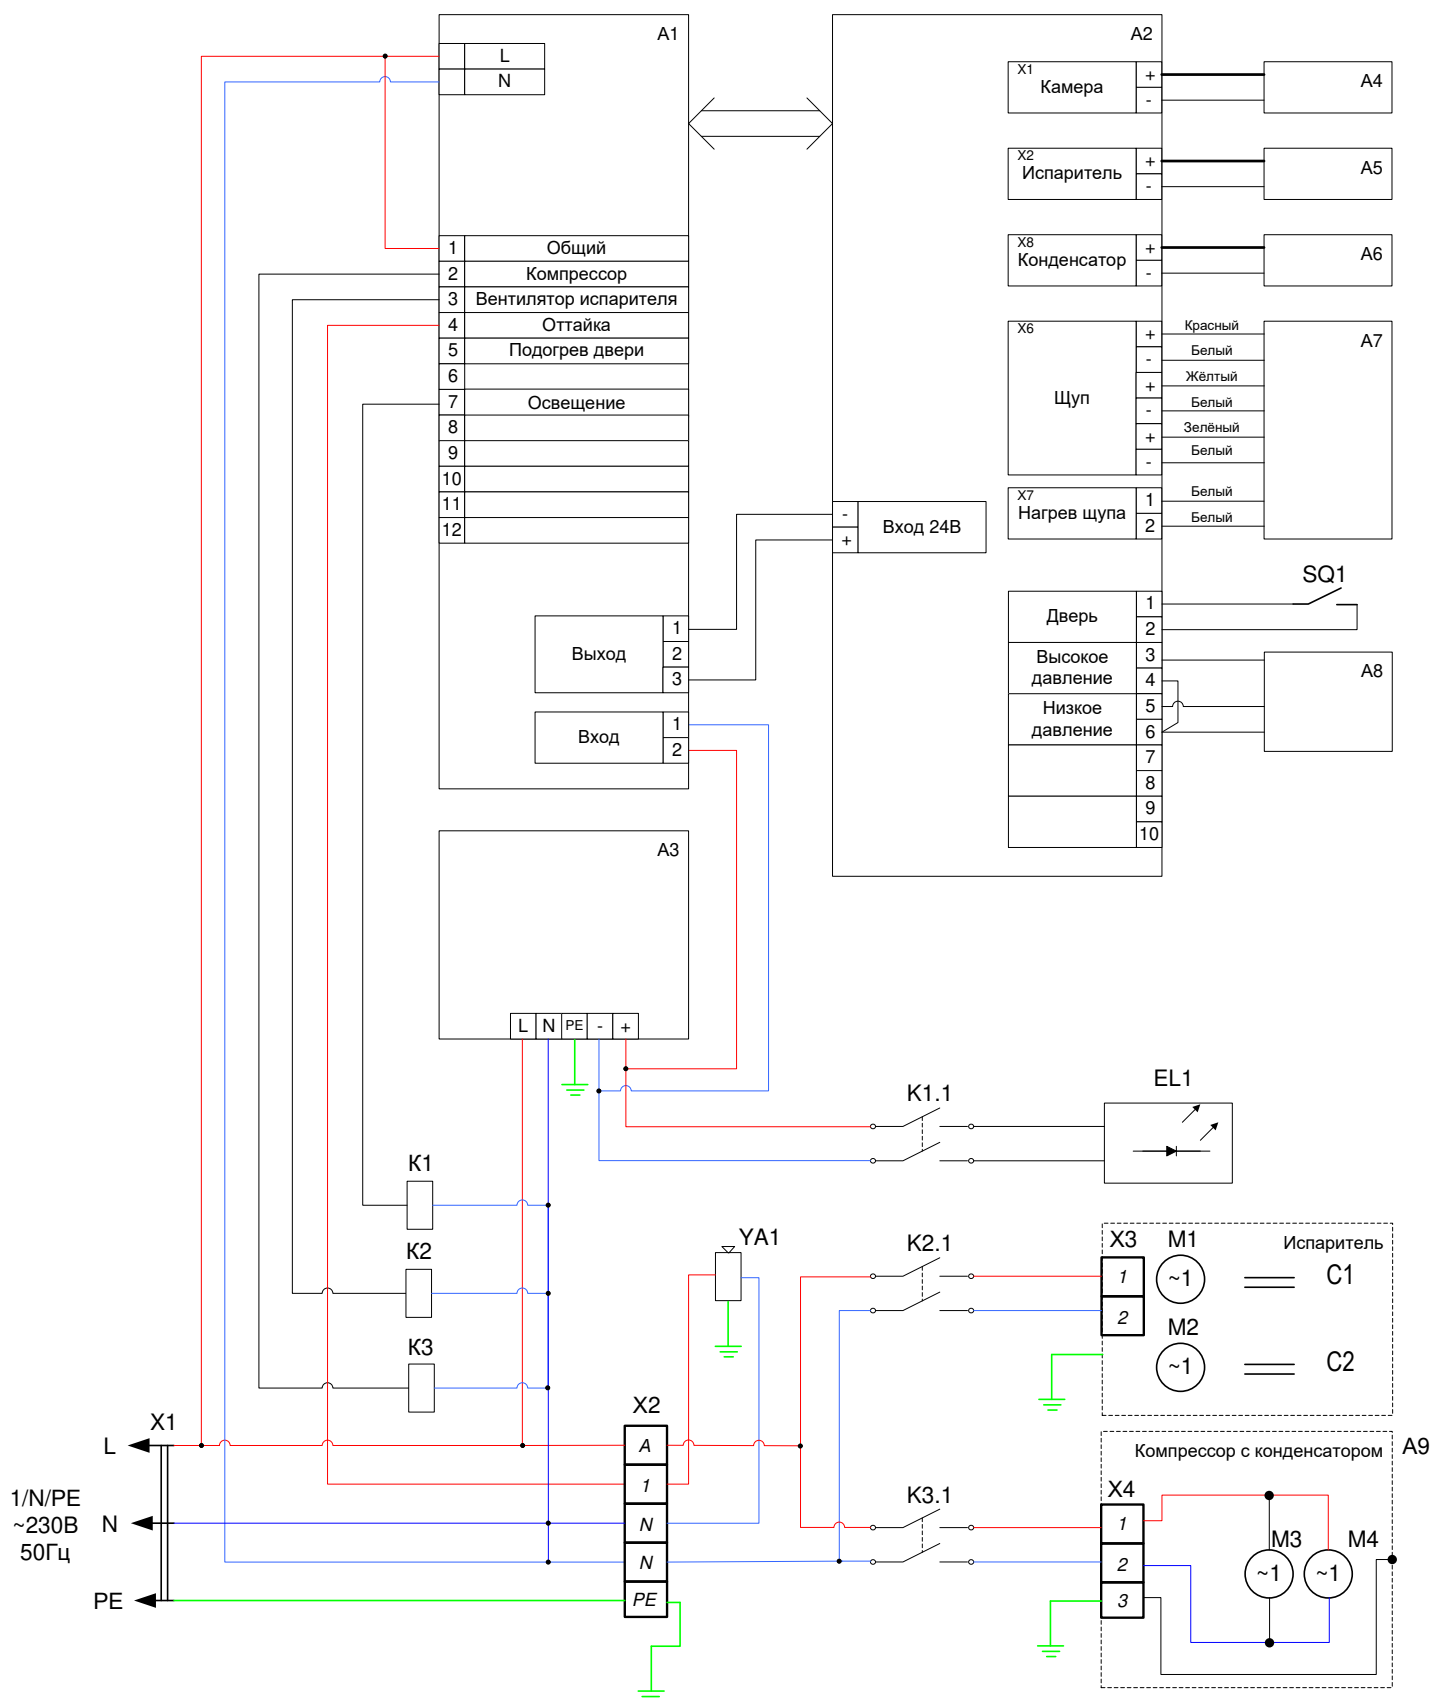 A1
L
N
1 Общий
2 Компрессор
3 Вентилятор испарителя
4 Оттайка
5 Подогрев двери
6
7 Освещение
8
9
10
11
12
Выход
1
2
3
Вход
1
2
A2
X1
Камера
+
-
A4
X2
Испаритель
+
-
A5
X8
Конденсатор
+
-
A6
X6
Щуп
+
-
+
-
+
-
Красный
Белый
Жёлтый
Белый
Зелёный
Белый
A7
X7
Нагрев щупа
1
2
Белый
Белый
-
+
Вход 24В
SQ1
Дверь
1
2
Высокое
давление
3
4
Низкое
давление
5
6
7
8
9
10
A8
A3
L N PE - +
K1.1
EL1
К1
К2
К3
YA1
K2.1
X3
1
2
M1
~1
M2
~1
Испаритель
C1
C2
X1
L
1/N/PE
~230В
50Гц
N
PE
X2
A
1
N
N
PE
K3.1
Компрессор с конденсатором
A9
X4
1
2
3
M3
~1
M4
~1